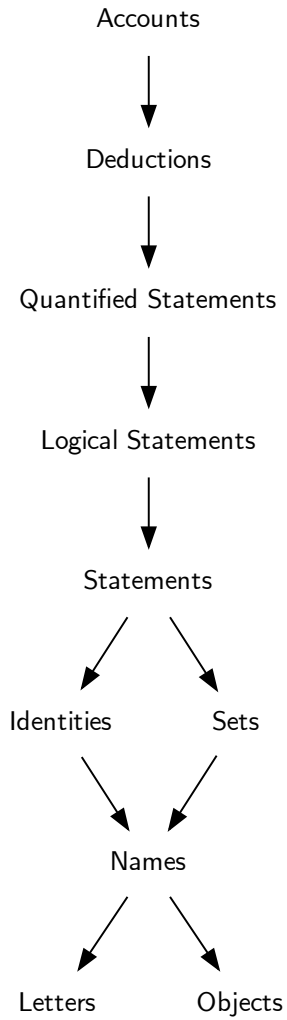 Accounts
Deductions
Quantified Statements
Logical Statements
Statements
Identities
Sets
Names
Letters
Objects